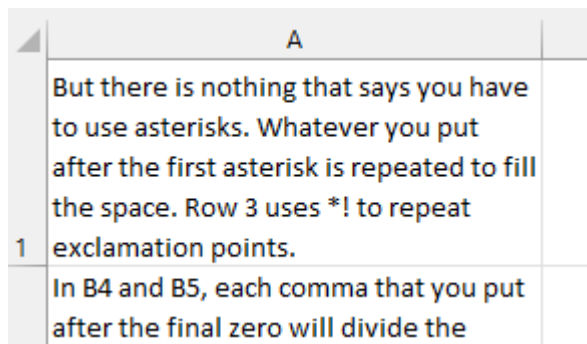 A
But there is nothing that says you have
to use asterisks. Whatever you put
after the first asterisk is repeated to fill
the space. Row 3 uses *! to repeat
1 exclamation points.
In B4 and B5, each comma that you put
after the final zero will divide the